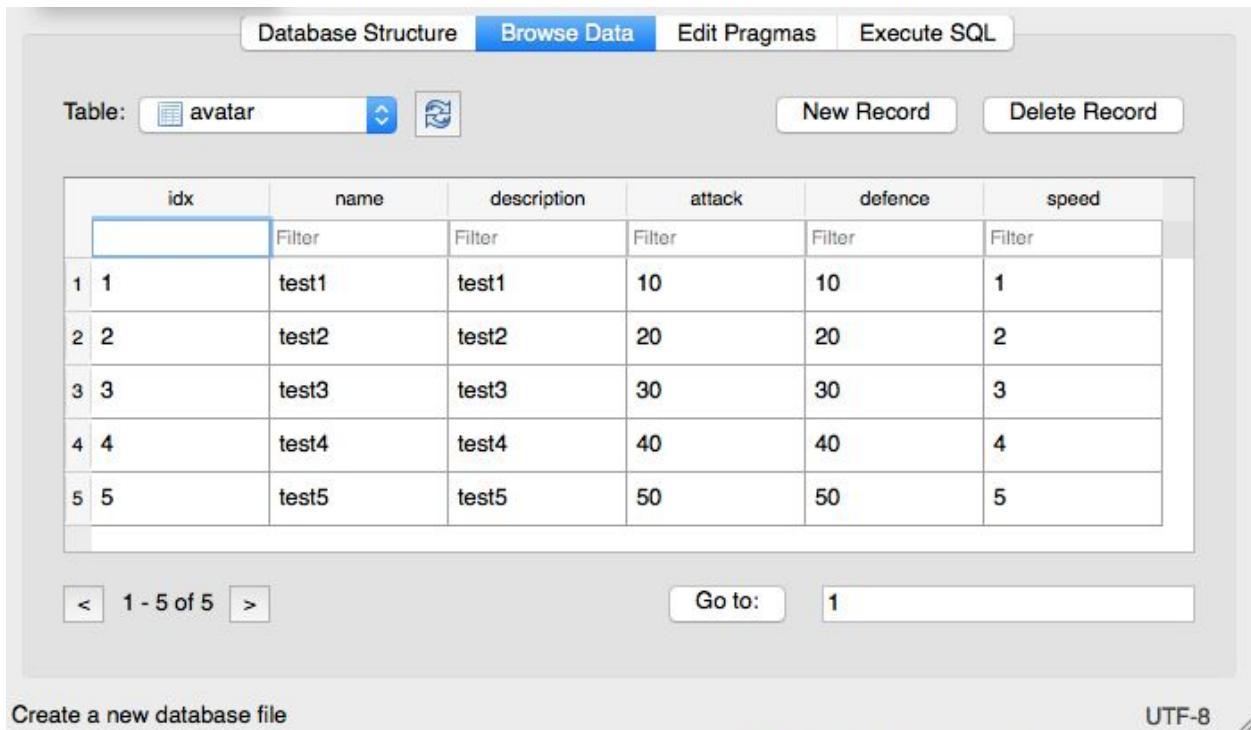 Database Structure Browse Data Edit Pragmas Execute SQL
Table: avatar New Record Delete Record
idx name description attack defence speed
Filter Filter Filter Filter Filter
1 1 test1 test1 10 10 1
2 2 test2 test2 20 20 2
3 3 test3 test3 30 30 3
4 4 test4 test4 40 40 4
5 5 test5 test5 50 50 5
< 1 - 5 of 5 > Go to: 1
Create a new database file UTF-8